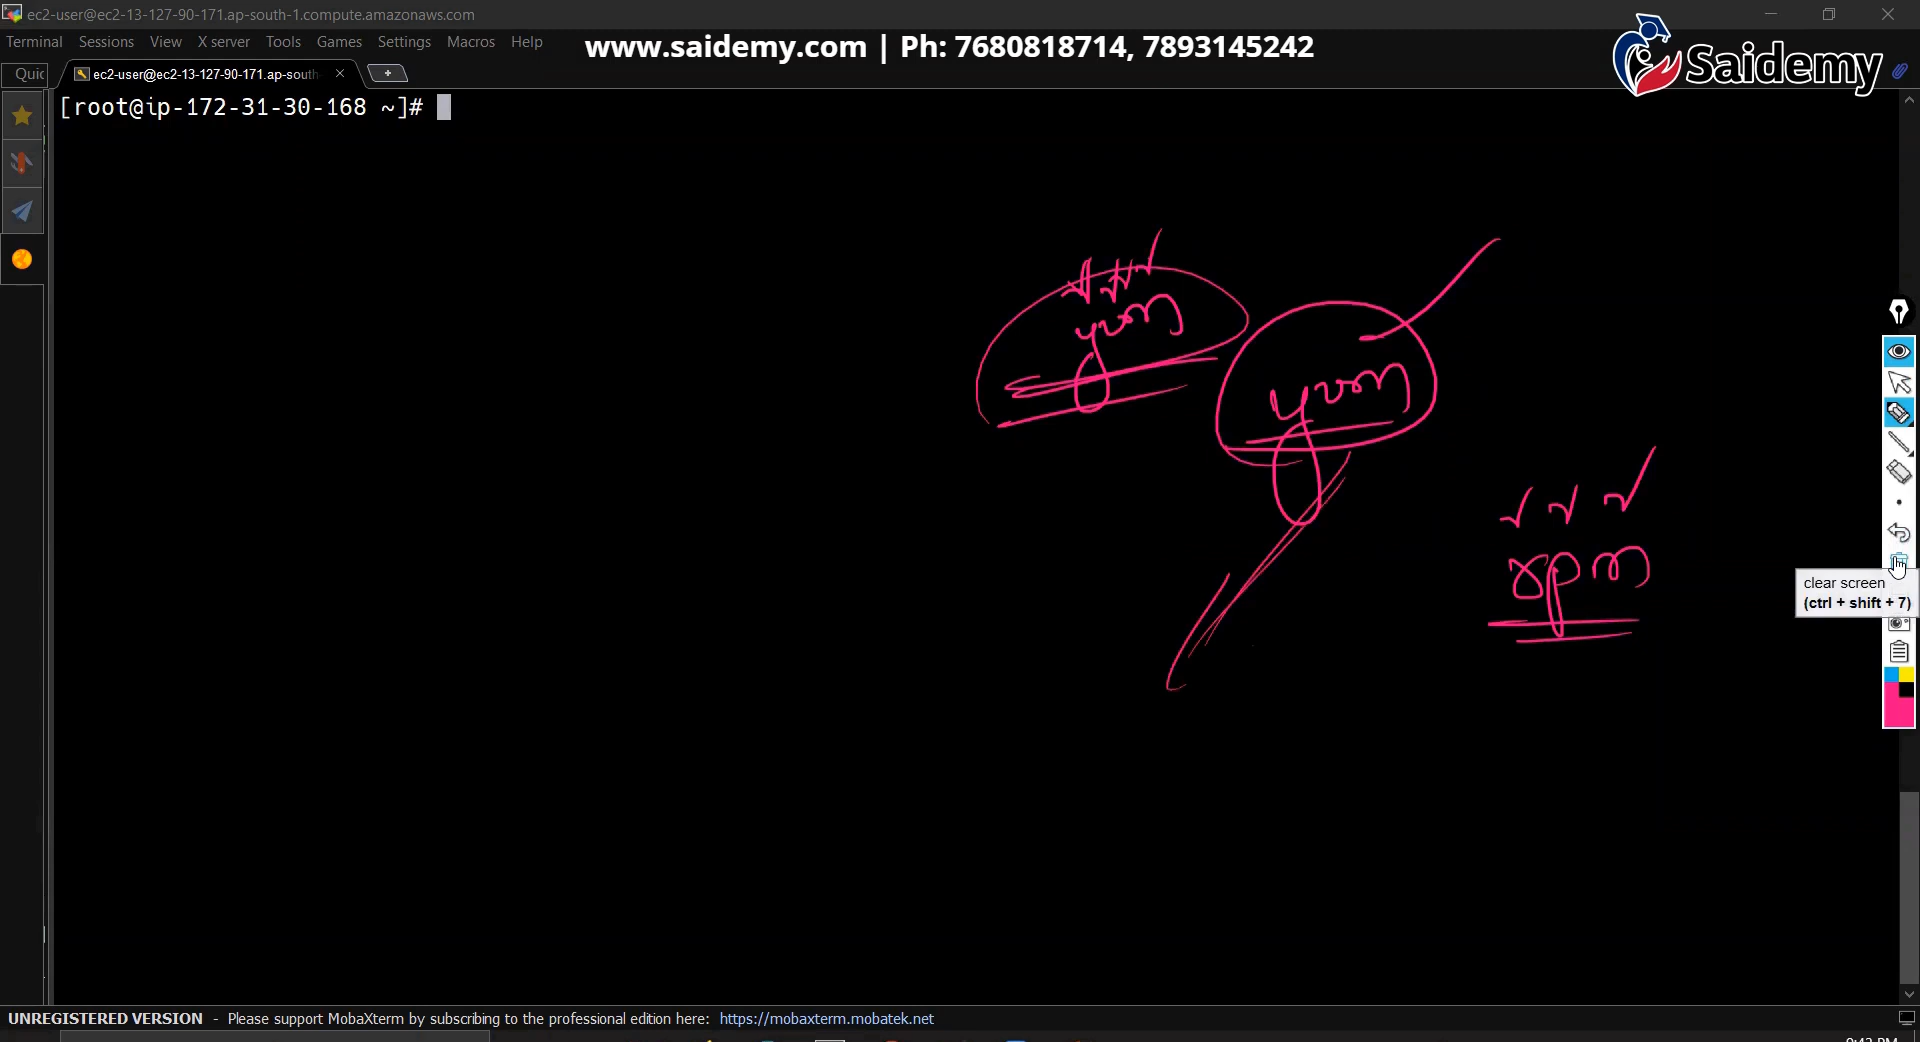 ec2-user@ec2-13-127-90-171.ap-south-1.compute.amazonaws.com
Terminal Sessions View X server Tools Games Settings Macros Help
www.saidemy.com | Ph: 7680818714, 7893145242
Saidemy
Quic
ec2-user@ec2-13-127-90-171.ap-south-
[root@ip-172-31-30-168 ~]#
yum
yum
rpm
clear screen
(ctrl + shift + 7)
UNREGISTERED VERSION - Please support MobaXterm by subscribing to the professional edition here: https://mobaxterm.mobatek.net